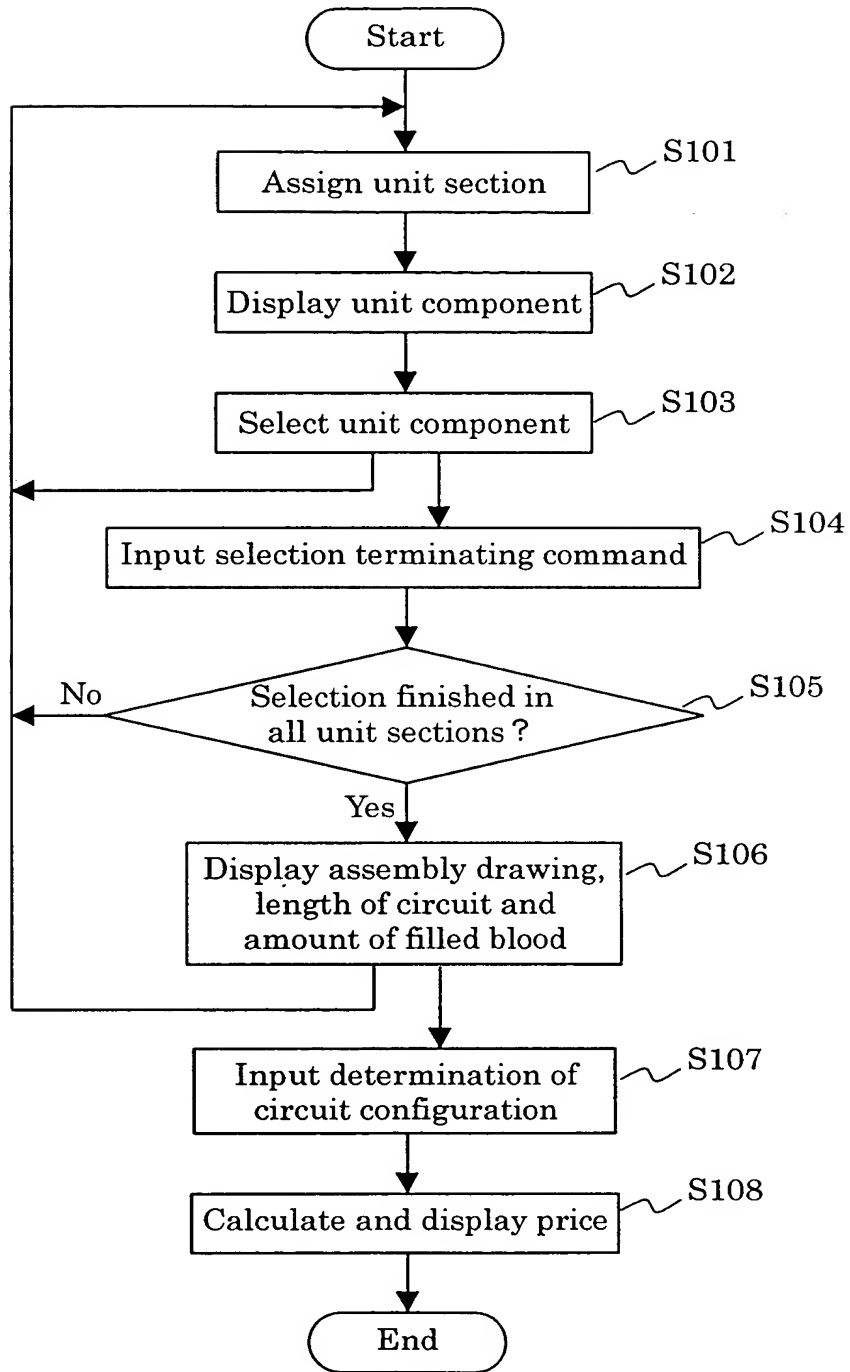 Start
S101
Assign unit section
S102
Display unit component
S103
Select unit component
S104
Input selection terminating command
No
Selection finished in
all unit sections ?
S105
Yes
S106
Display assembly drawing,
length of circuit and
amount of filled blood
S107
Input determination of
circuit configuration
S108
Calculate and display price
End